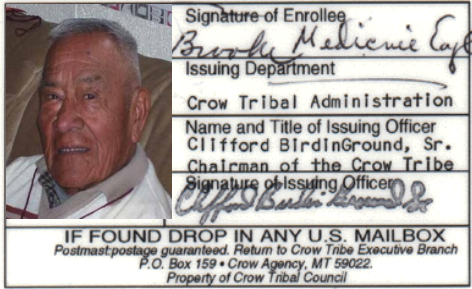 Signature of Enrollee
Brooke Medicine Eagle
Issuing Department
Crow Tribal Administration
Name and Title of Issuing Officer
Clifford BirdinGround, Sr.
Chairman of the Crow Tribe
Signature of Issuing Officer
Clifford Birdin Ground Sr
IF FOUND DROP IN ANY U.S. MAILBOX
Postmast:postage guaranteed. Return to Crow Tribe Executive Branch
P.O. Box 159 • Crow Agency, MT 59022.
Property of Crow Tribal Council